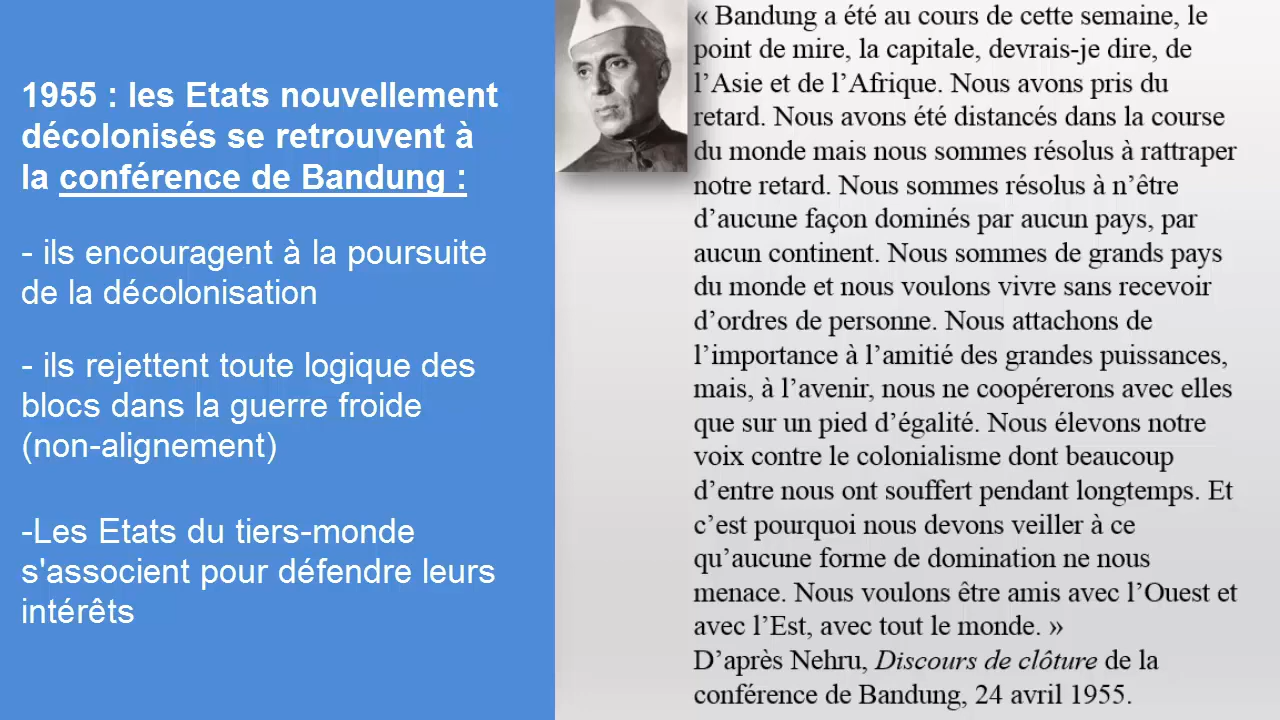 1955 : les Etats nouvellement
décolonisés se retrouvent à
la conférence de Bandung :
- ils encouragent à la poursuite
de la décolonisation
- ils rejettent toute logique des
blocs dans la guerre froide
(non-alignement)
-Les Etats du tiers-monde
s'associent pour défendre leurs
intérêts
« Bandung a été au cours de cette semaine, le
point de mire, la capitale, devrais-je dire, de
l’Asie et de l’Afrique. Nous avons pris du
retard. Nous avons été distancés dans la course
du monde mais nous sommes résolus à rattraper
notre retard. Nous sommes résolus à n’être
d’aucune façon dominés par aucun pays, par
aucun continent. Nous sommes de grands pays
du monde et nous voulons vivre sans recevoir
d’ordres de personne. Nous attachons de
l’importance à l’amitié des grandes puissances,
mais, à l’avenir, nous ne coopérerons avec elles
que sur un pied d’égalité. Nous élevons notre
voix contre le colonialisme dont beaucoup
d’entre nous ont souffert pendant longtemps. Et
c’est pourquoi nous devons veiller à ce
qu’aucune forme de domination ne nous
menace. Nous voulons être amis avec l’Ouest et
avec l’Est, avec tout le monde. »
D’après Nehru, Discours de clôture de la
conférence de Bandung, 24 avril 1955.